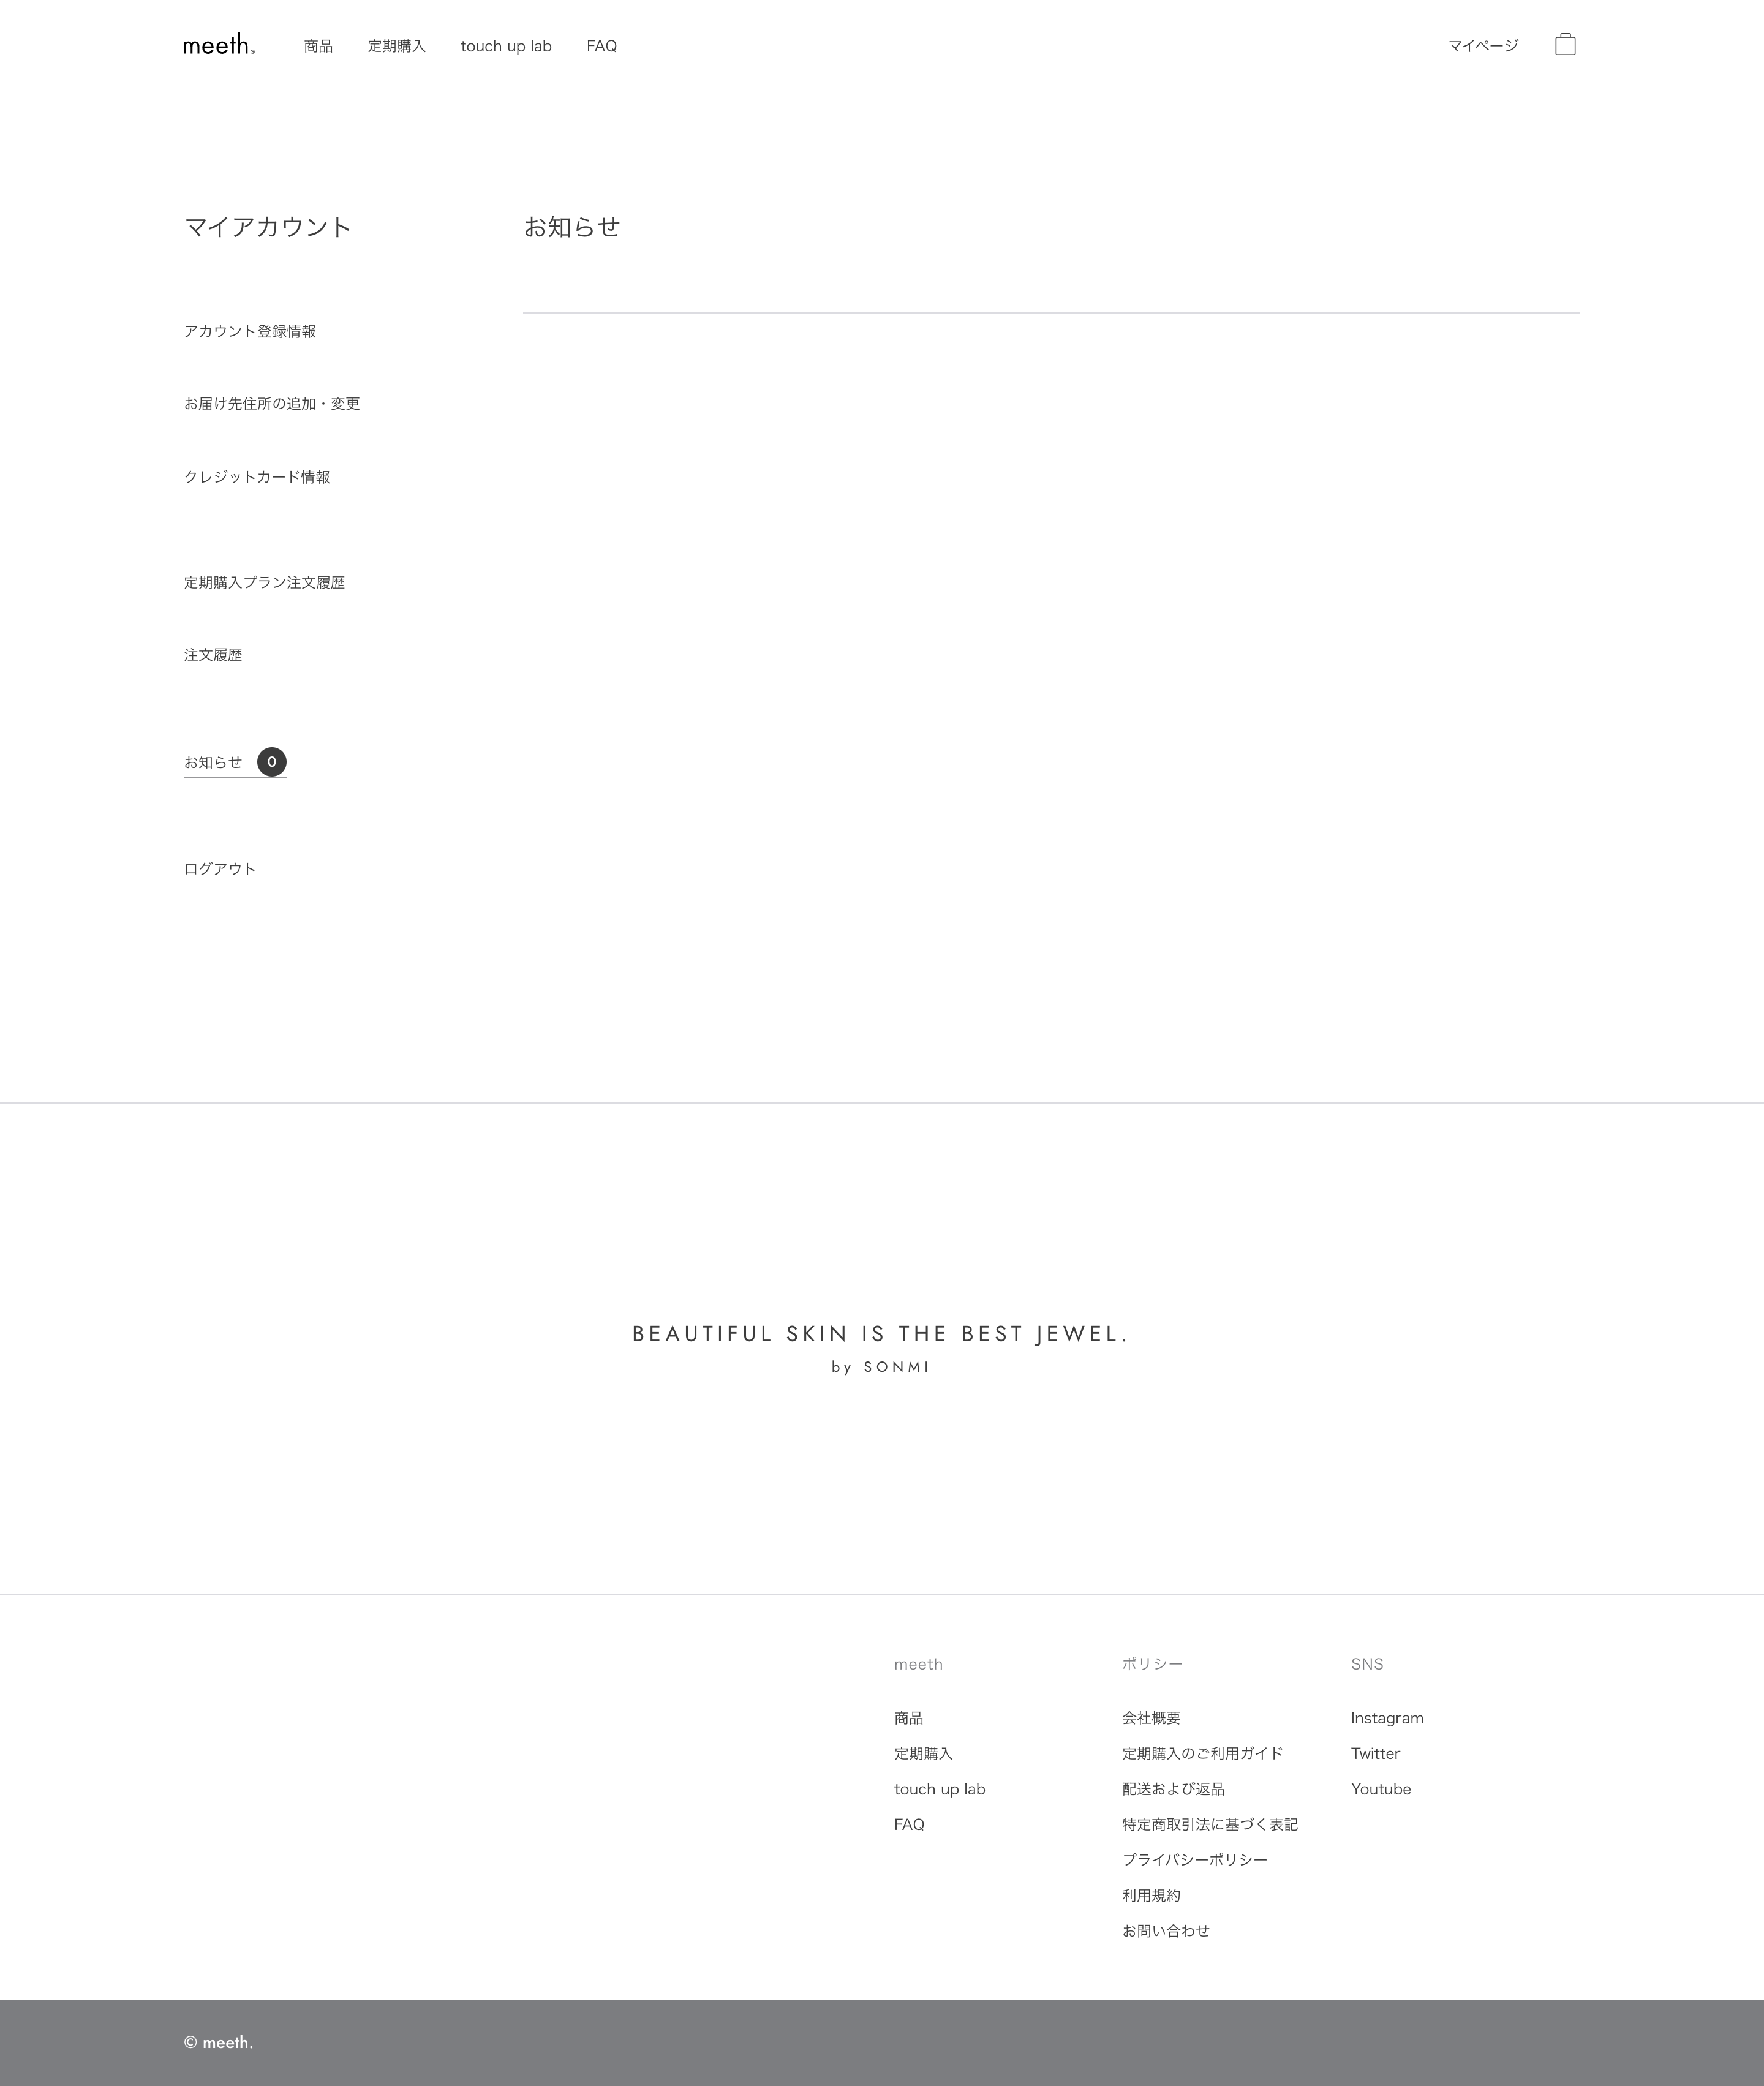 meeth.®
商品 定期購入 touch up lab FAQ マイページ
マイアカウント
アカウント登録情報
お届け先住所の追加・変更
クレジットカード情報
定期購入プラン注文履歴
注文履歴
お知らせ 0
ログアウト
お知らせ
BEAUTIFUL SKIN IS THE BEST JEWEL.
by SONMI
meeth
商品
定期購入
touch up lab
FAQ
ポリシー
会社概要
定期購入のご利用ガイド
配送および返品
特定商取引法に基づく表記
プライバシーポリシー
利用規約
お問い合わせ
SNS
Instagram
Twitter
Youtube
© meeth.